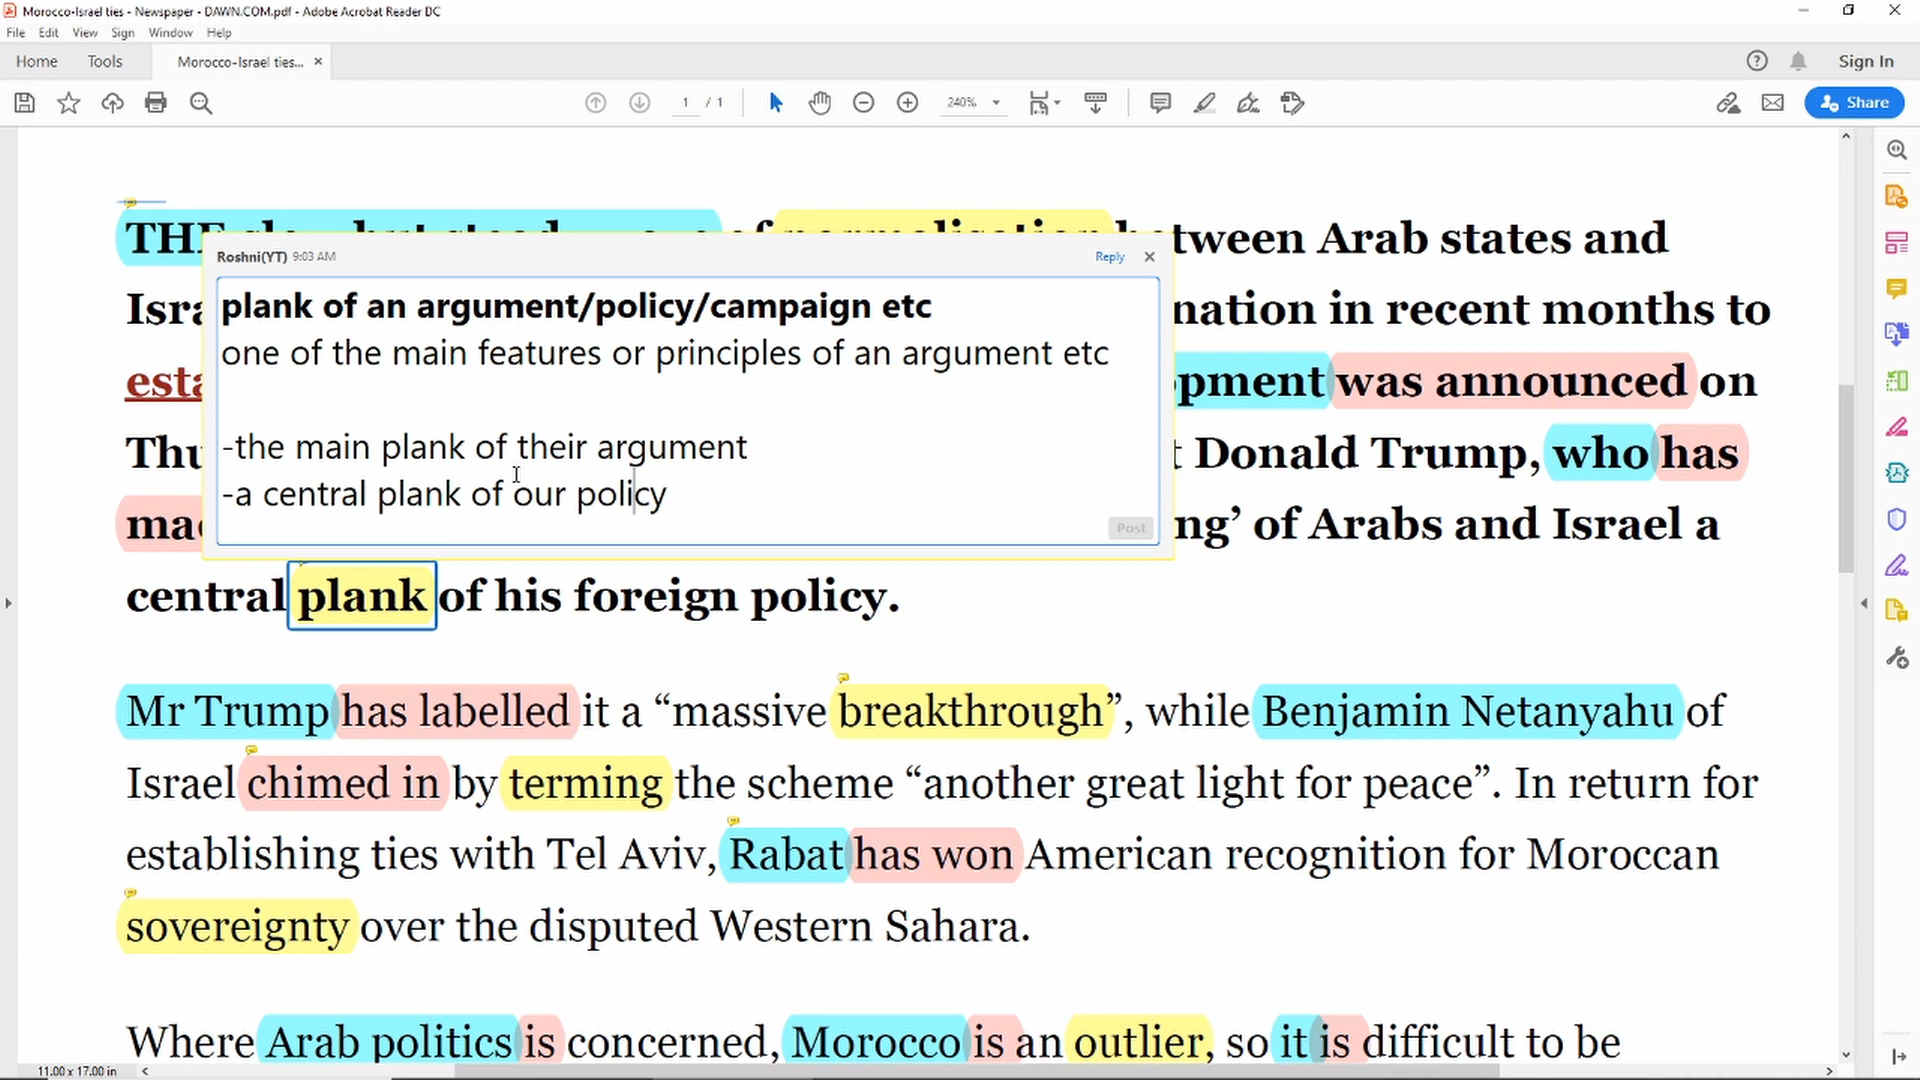 Morocco-Israel ties - Newspaper - DAWN.COM.pdf - Adobe Acrobat Reader DC
File Edit View Sign Window Help
Home Tools Morocco-Israel ties... × Sign In
1 / 1 240% Share
THE of between Arab states and
Roshni(YT) 9:03 AM Reply
plank of an argument/policy/campaign etc
one of the main features or principles of an argument etc
-the main plank of their argument
-a central plank of our policy
Post
nation in recent months to
opment was announced on
Donald Trump, who has
ng’ of Arabs and Israel a
central plank of his foreign policy.
Mr Trump has labelled it a “massive breakthrough”, while Benjamin Netanyahu of
Israel chimed in by terming the scheme “another great light for peace”. In return for
establishing ties with Tel Aviv, Rabat has won American recognition for Moroccan
sovereignty over the disputed Western Sahara.
Where Arab politics is concerned, Morocco is an outlier, so it is difficult to be
11.00 x 17.00 in